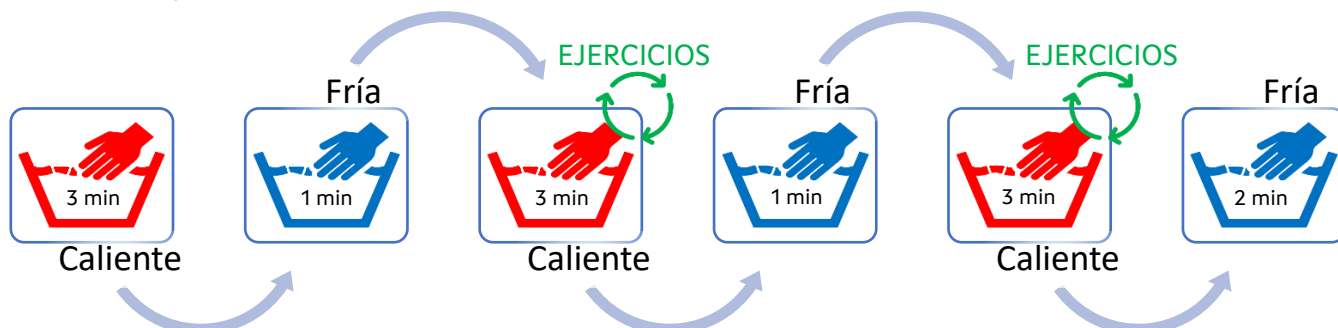 EJERCICIOS
EJERCICIOS
Fría
Fría
Fría
3 min
1 min
3 min
1 min
3 min
2 min
Caliente
Caliente
Caliente